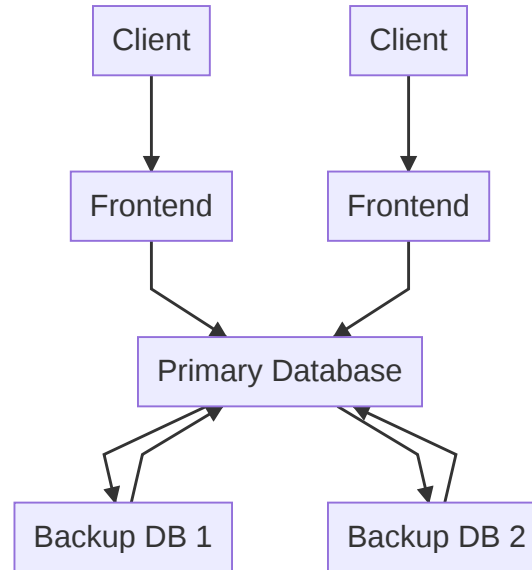 Client
Client
Frontend
Frontend
Primary Database
Backup DB 1
Backup DB 2